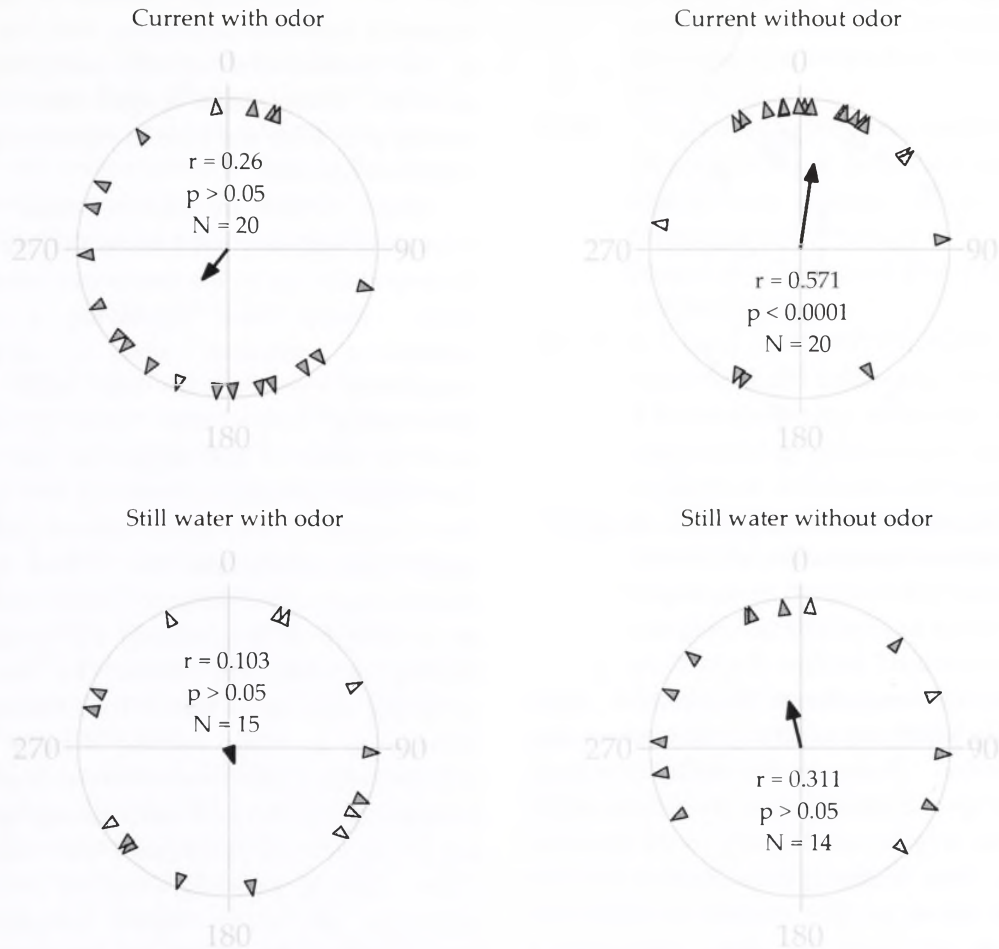 Current with odor
0
r = 0.26
p > 0.05
N = 20
270
90
180
Current without odor
0
270
90
r = 0.571
p < 0.0001
N = 20
180
Still water with odor
0
r = 0.103
p > 0.05
N = 15
270
90
180
Still water without odor
0
270
90
r = 0.311
p > 0.05
N = 14
180